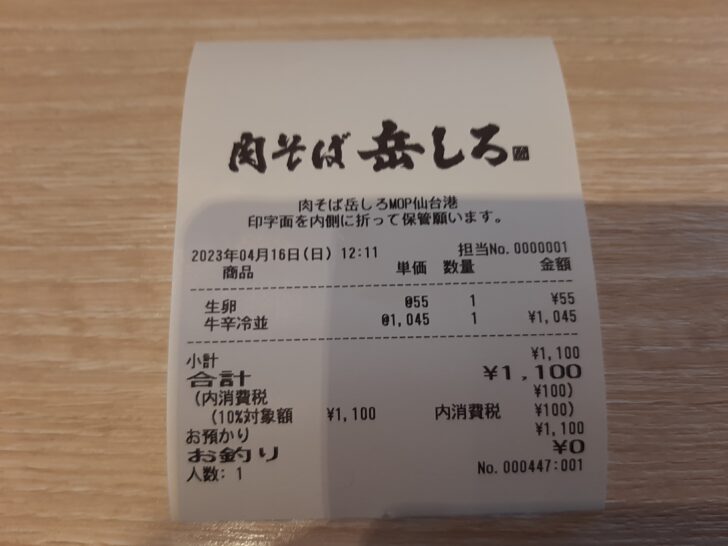 肉そば 岳しろ
肉そば岳しろMOP仙台港
印字面を内側に折って保管願います。
2023年04月16日(日) 12:11 担当No.0000001
商品 単価 数量 金額
生卵 @55 1 ¥55
牛辛冷並 @1,045 1 ¥1,045
小計 ¥1,100
合計 ¥1,100
(内消費税 ¥100)
(10%対象額 ¥1,100 内消費税 ¥100)
お預かり ¥1,100
お釣り ¥0
人数: 1
No.000447:001